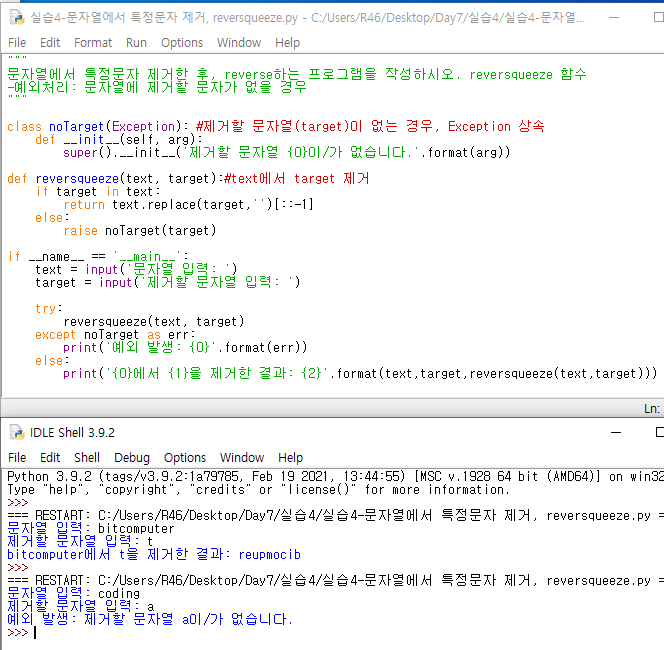 실습4-문자열에서 특정문자 제거, reversqueeze.py - C:/Users/R46/Desktop/Day7/실습4/실습4-문자열...
File Edit Format Run Options Window Help
"""
문자열에서 특정문자 제거한 후, reverse하는 프로그램을 작성하시오. reversqueeze 함수
-예외처리: 문자열에 제거할 문자가 없을 경우
"""
class noTarget(Exception): #제거할 문자열(target)이 없는 경우, Exception 상속
    def __init__(self, arg):
        super().__init__('제거할 문자열 {0}이/가 없습니다.'.format(arg))
def reversqueeze(text, target):#text에서 target 제거
    if target in text:
        return text.replace(target,'')[::-1]
    else:
        raise noTarget(target)
if __name__ == '__main__':
    text = input('문자열 입력: ')
    target = input('제거할 문자열 입력: ')
    try:
        reversqueeze(text, target)
    except noTarget as err:
        print('예외 발생: {0}'.format(err))
    else:
        print('{0}에서 {1}을 제거한 결과: {2}'.format(text,target,reversqueeze(text,target)))
Ln:
IDLE Shell 3.9.2
File Edit Shell Debug Options Window Help
Python 3.9.2 (tags/v3.9.2:1a79785, Feb 19 2021, 13:44:55) [MSC v.1928 64 bit (AMD64)] on win32
Type "help", "copyright", "credits" or "license()" for more information.
>>>
=== RESTART: C:/Users/R46/Desktop/Day7/실습4/실습4-문자열에서 특정문자 제거, reversqueeze.py =
문자열 입력: bitcomputer
제거할 문자열 입력: t
bitcomputer에서 t을 제거한 결과: reupmocib
>>>
=== RESTART: C:/Users/R46/Desktop/Day7/실습4/실습4-문자열에서 특정문자 제거, reversqueeze.py =
문자열 입력: coding
제거할 문자열 입력: a
예외 발생: 제거할 문자열 a이/가 없습니다.
>>>